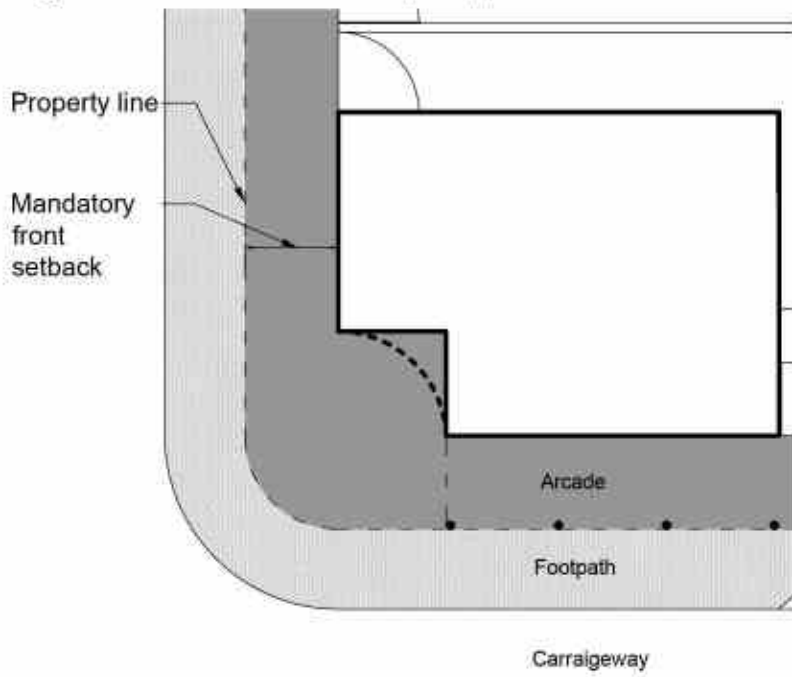 Property line
Mandatory
front
setback
Arcade
Footpath
Carraigeway